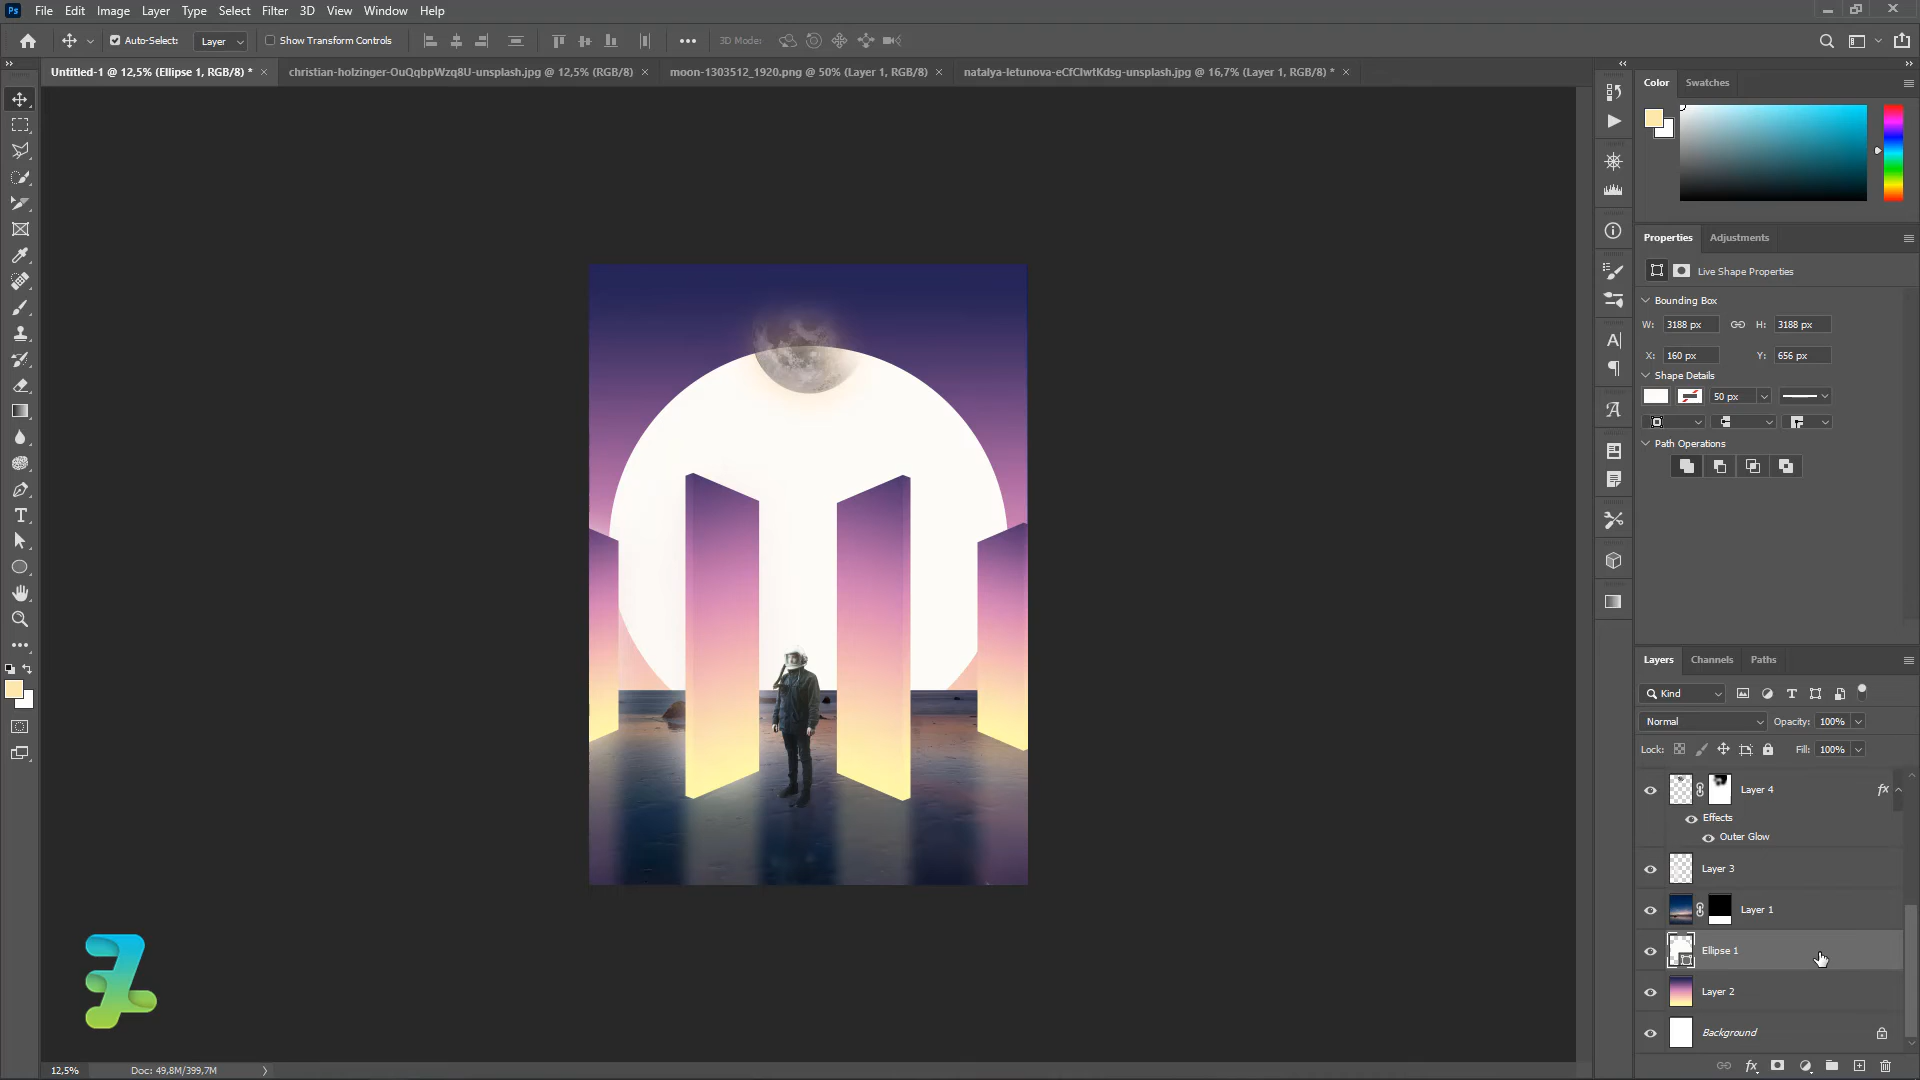 Ps File Edit Image Layer Type Select Filter 3D View Window Help
Auto-Select: Layer Show Transform Controls 3D Mode:
Untitled-1 @ 12,5% (Ellipse 1, RGB/8) * christian-holzinger-OuQqbpWzq8U-unsplash.jpg @ 12,5% (RGB/8) moon-1303512_1920.png @ 50% (Layer 1, RGB/8) natalya-letunova-eCfClwtKdsg-unsplash.jpg @ 16,7% (Layer 1, RGB/8) *
Color Swatches
Properties Adjustments
Live Shape Properties
Bounding Box
W: 3188 px H: 3188 px
X: 160 px Y: 656 px
Shape Details
50 px
Path Operations
Layers Channels Paths
Kind
Normal Opacity: 100%
Lock: Fill: 100%
Layer 4 fx
Effects
Outer Glow
Layer 3
Layer 1
Ellipse 1
Layer 2
Background
fx
12,5% Doc: 49,8M/399,7M